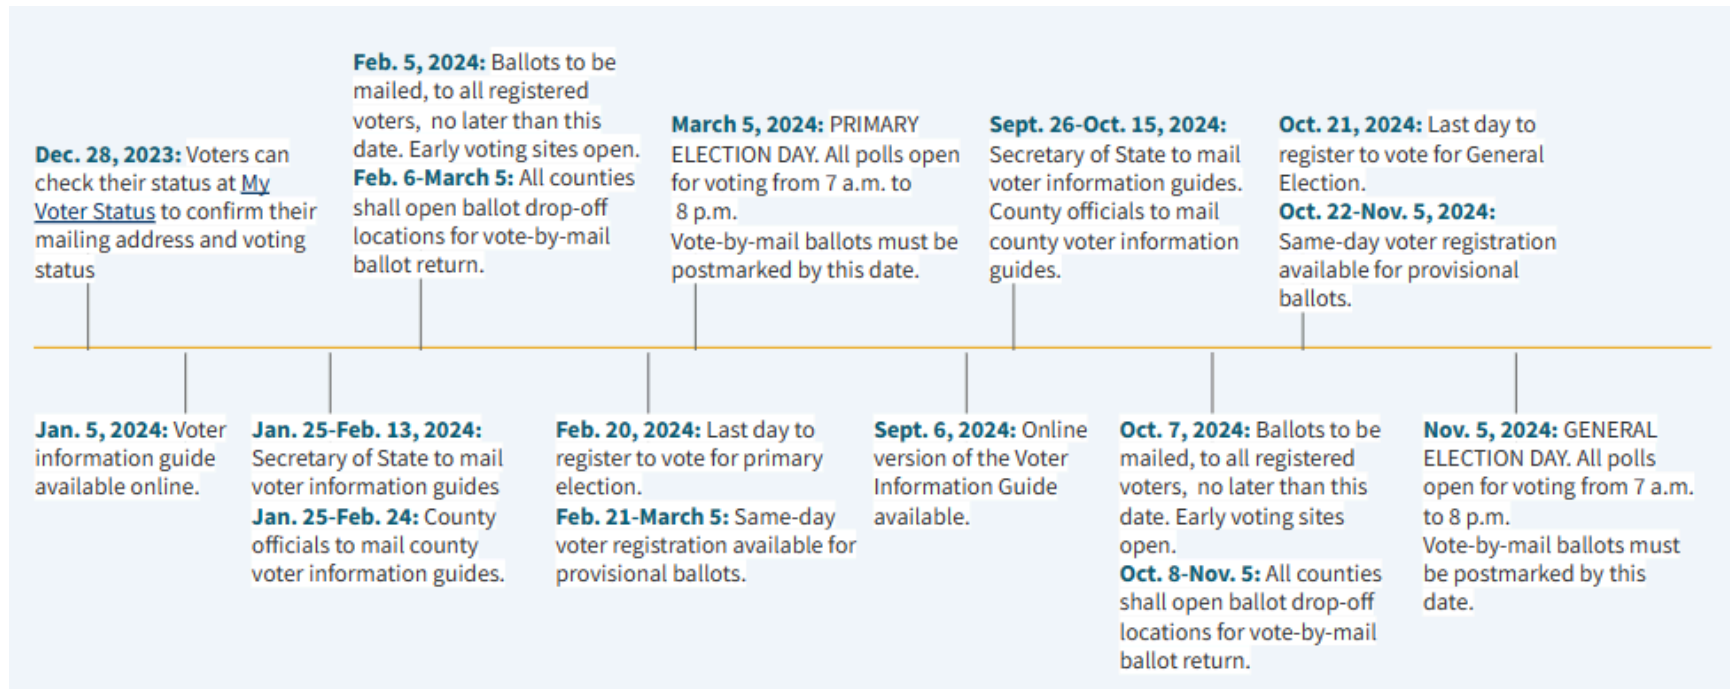 Dec. 28, 2023: Voters can
check their status at My
Voter Status to confirm their
mailing address and voting
status
Jan. 5, 2024: Voter
information guide
available online.
Jan. 25-Feb. 13, 2024:
Secretary of State to mail
voter information guides
Jan. 25-Feb. 24: County
officials to mail county
voter information guides.
Feb. 5, 2024: Ballots to be
mailed, to all registered
voters, no later than this
date. Early voting sites open.
Feb. 6-March 5: All counties
shall open ballot drop-off
locations for vote-by-mail
ballot return.
Feb. 20, 2024: Last day to
register to vote for primary
election.
Feb. 21-March 5: Same-day
voter registration available for
provisional ballots.
March 5, 2024: PRIMARY
ELECTION DAY. All polls open
for voting from 7 a.m. to
8 p.m.
Vote-by-mail ballots must be
postmarked by this date.
Sept. 6, 2024: Online
version of the Voter
Information Guide
available.
Sept. 26-Oct. 15, 2024:
Secretary of State to mail
voter information guides.
County officials to mail
county voter information
guides.
Oct. 7, 2024: Ballots to be
mailed, to all registered
voters, no later than this
date. Early voting sites
open.
Oct. 8-Nov. 5: All counties
shall open ballot drop-off
locations for vote-by-mail
ballot return.
Oct. 21, 2024: Last day to
register to vote for General
Election.
Oct. 22-Nov. 5, 2024:
Same-day voter registration
available for provisional
ballots.
Nov. 5, 2024: GENERAL
ELECTION DAY. All polls
open for voting from 7 a.m.
to 8 p.m.
Vote-by-mail ballots must
be postmarked by this
date.